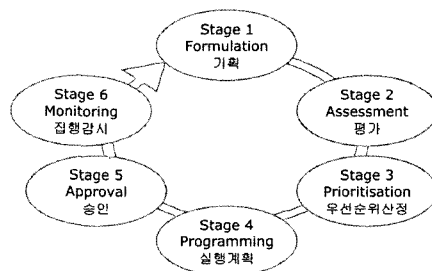 Stage 1
Formulation
기획
Stage 2
Assessment
평가
Stage 3
Prioritisation
우선순위산정
Stage 4
Programming
실행계획
Stage 5
Approval
승인
Stage 6
Monitoring
집행감시